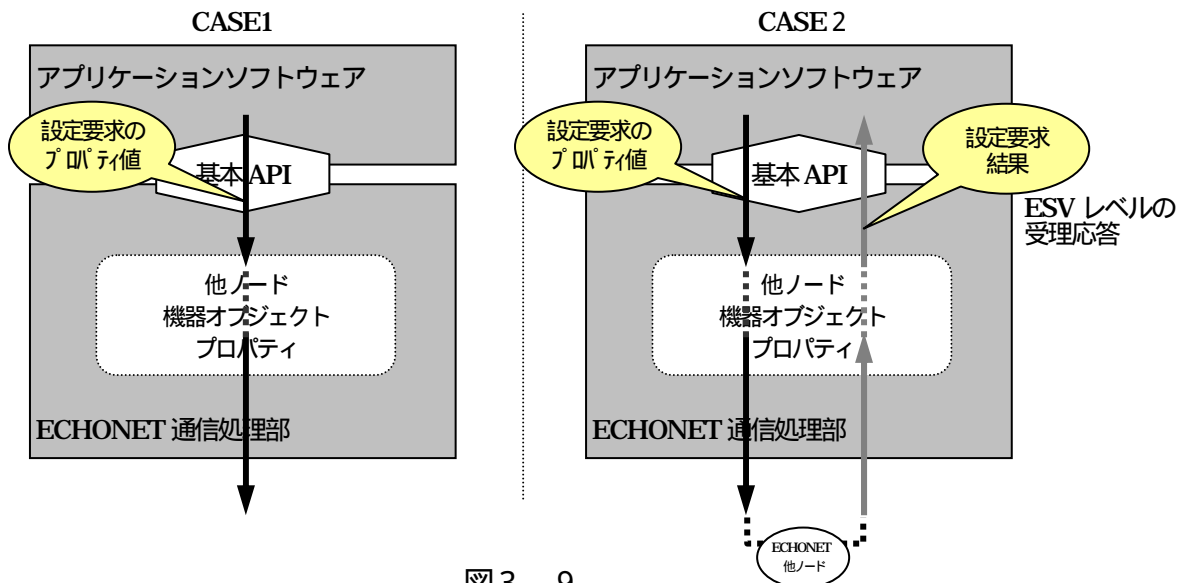 CASE1
アプリケーションソフトウェア
設定要求の
プロパティ値
基本 API
他ノード
機器オブジェクト
プロパティ
ECHONET 通信処理部
CASE 2
アプリケーションソフトウェア
設定要求の
プロパティ値
基本 API
設定要求
結果
ESV レベルの
受理応答
他ノード
機器オブジェクト
プロパティ
ECHONET 通信処理部
ECHONET
他ノード
図3 9